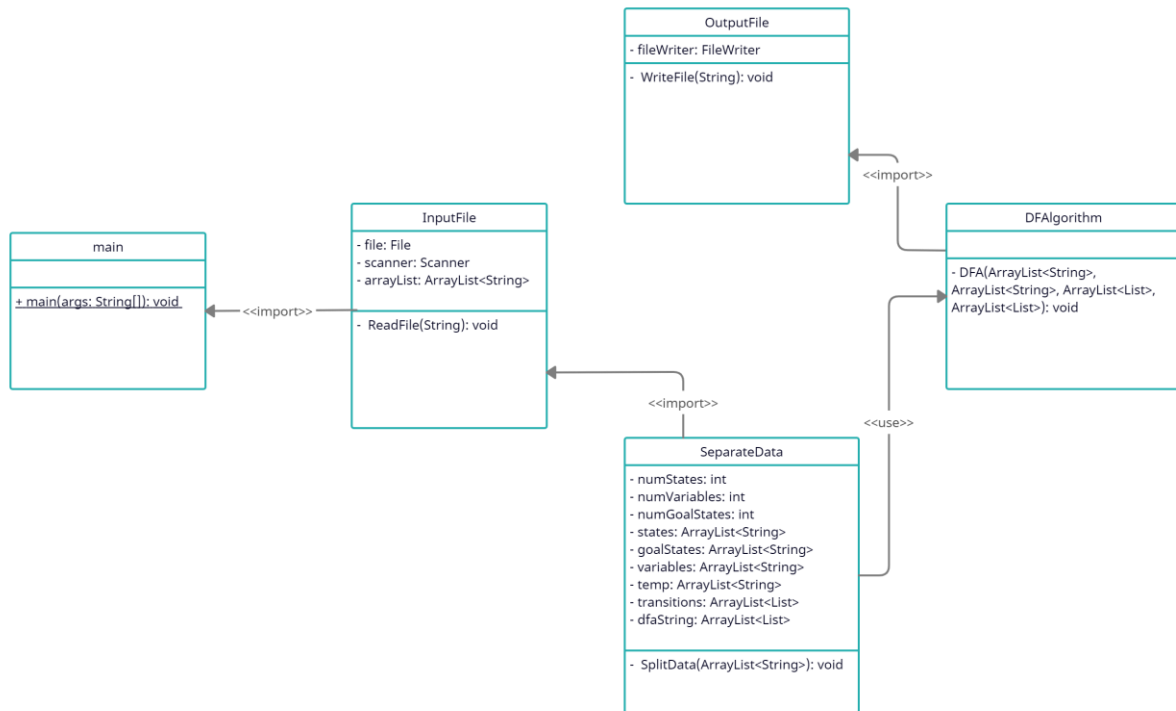 OutputFile
- fileWriter: FileWriter
- WriteFile(String): void
<<import>>
DFAlgorithm
- DFA(ArrayList<String>,
ArrayList<String>, ArrayList<List>,
ArrayList<List>): void
InputFile
- file: File
- scanner: Scanner
- arrayList: ArrayList<String>
- ReadFile(String): void
main
+ main(args: String[]): void
<<import>>
<<import>>
<<use>>
SeparateData
- numStates: int
- numVariables: int
- numGoalStates: int
- states: ArrayList<String>
- goalStates: ArrayList<String>
- variables: ArrayList<String>
- temp: ArrayList<String>
- transitions: ArrayList<List>
- dfaString: ArrayList<List>
- SplitData(ArrayList<String>): void